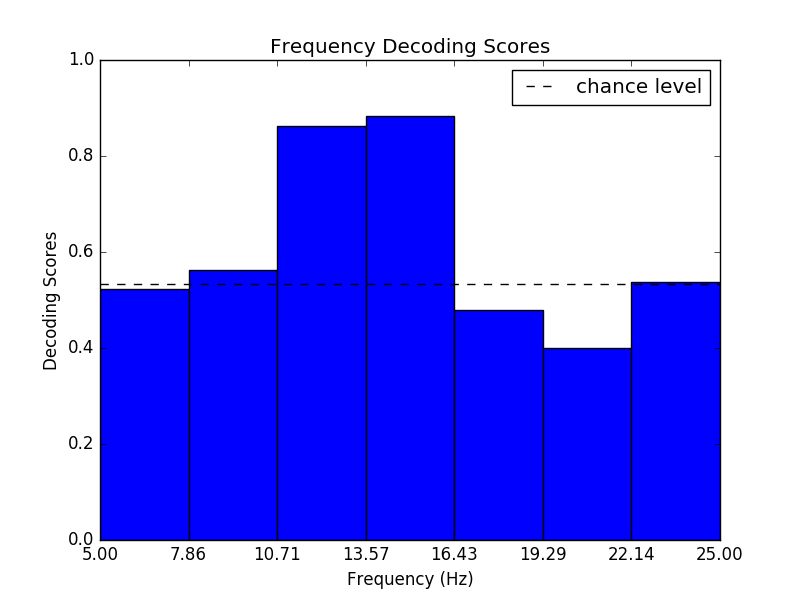 Frequency Decoding Scores
chance level
Decoding Scores
1.0
0.8
0.6
0.4
0.2
0.0
5.00 7.86 10.71 13.57 16.43 19.29 22.14 25.00
Frequency (Hz)